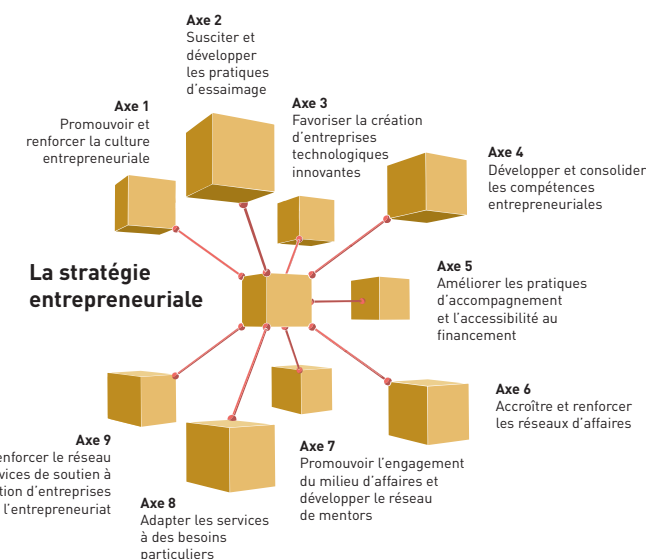 Axe 2
Susciter et
développer
les pratiques
d'essaimage
Axe 1
Promouvoir et
renforcer la culture
entrepreneuriale
Axe 3
Favoriser la création
d'entreprises
technologiques
innovantes
Axe 4
Développer et consolider
les compétences
entrepreneuriales
La stratégie
entrepreneuriale
Axe 5
Améliorer les pratiques
d'accompagnement
et l'accessibilité au
financement
Axe 6
Accroître et renforcer
les réseaux d'affaires
Axe 7
Promouvoir l'engagement
du milieu d'affaires et
développer le réseau
de mentors
Axe 8
Adapter les services
à des besoins
particuliers
Axe 9
le réseau
soutien à
d'entreprises
l'entrepreneuriat